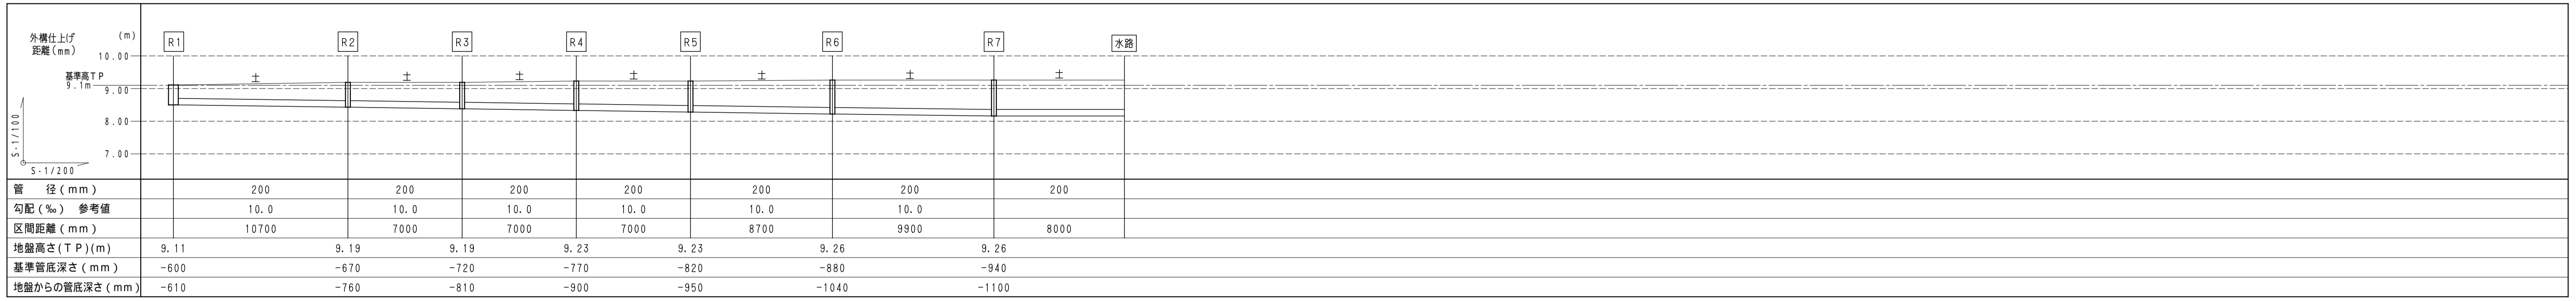 外構仕上げ
距離(mm)
(m)
R1 R2 R3 R4 R5 R6 R7 水路
10.00
± ± ± ± ± ± ±
基準高TP
9.1m
9.00
8.00
7.00
S-1/100
S-1/200
管 径(mm) 200 200 200 200 200 200 200
勾配(‰) 参考値 10.0 10.0 10.0 10.0 10.0 10.0
区間距離(mm) 10700 7000 7000 7000 8700 9900 8000
地盤高さ(TP)(m) 9.11 9.19 9.19 9.23 9.23 9.26 9.26
基準管底深さ(mm) -600 -670 -720 -770 -820 -880 -940
地盤からの管底深さ(mm) -610 -760 -810 -900 -950 -1040 -1100